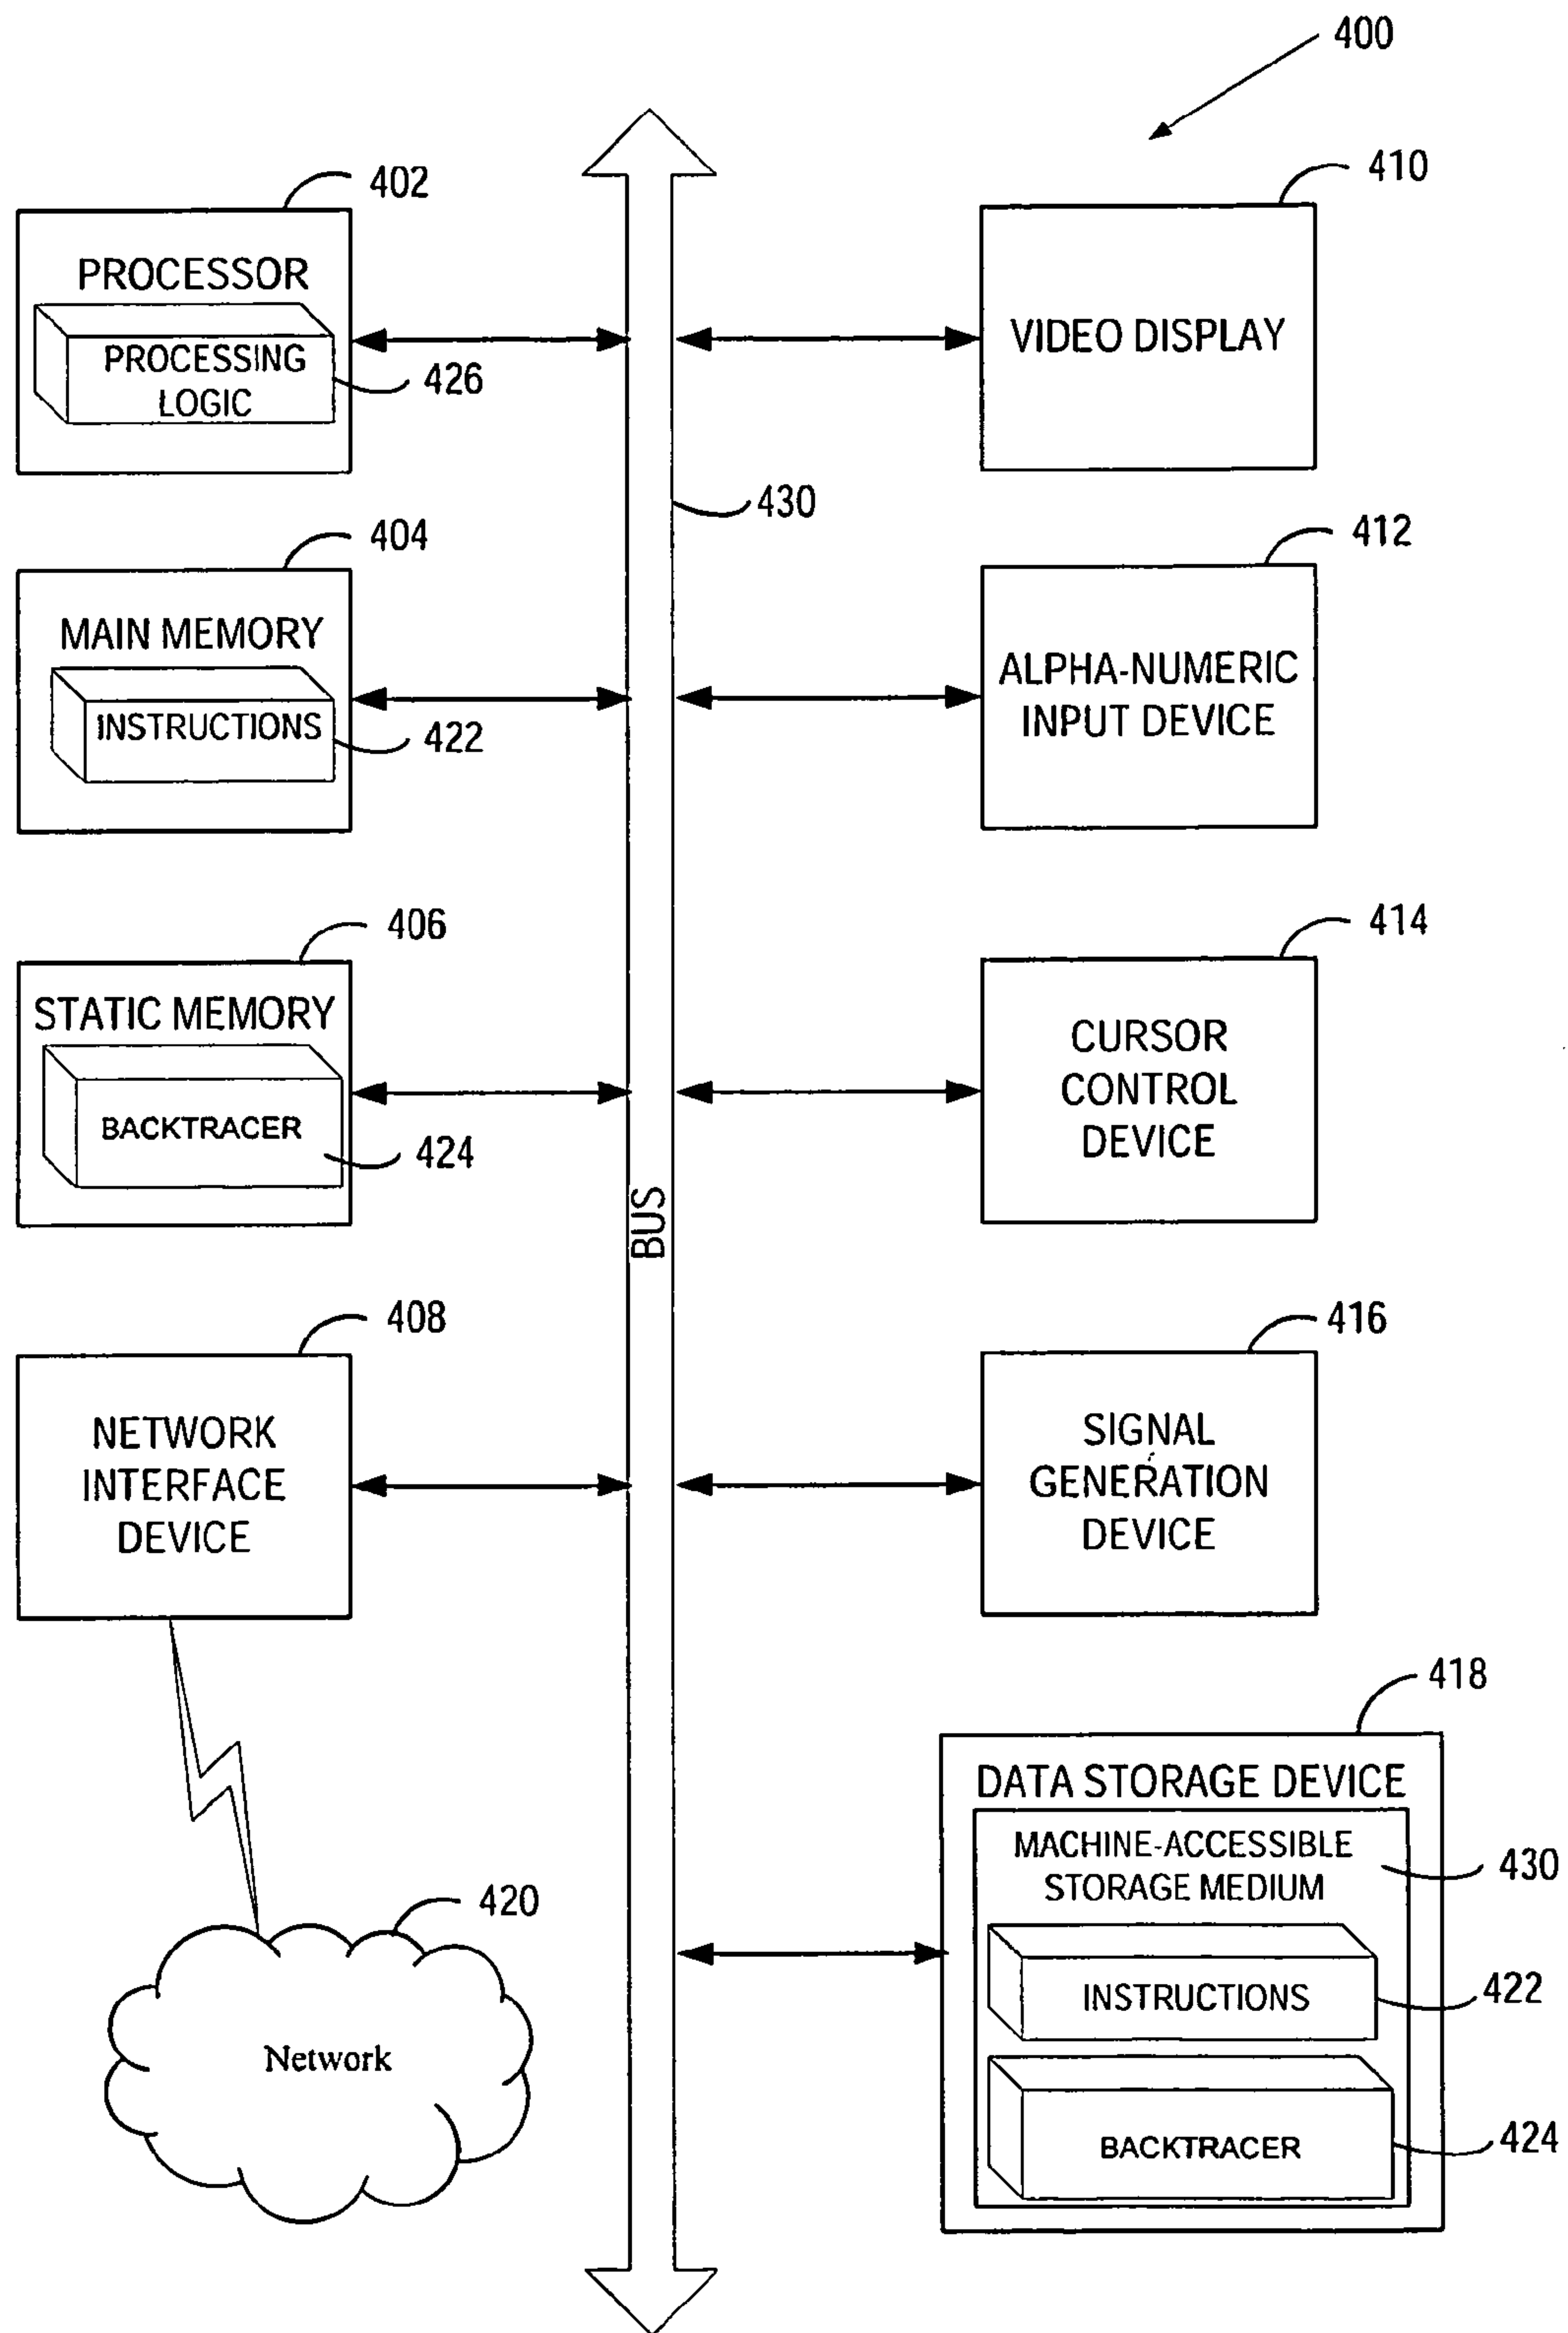 400
402
PROCESSOR
PROCESSING
LOGIC
426
410
VIDEO DISPLAY
430
404
MAIN MEMORY
INSTRUCTIONS
422
412
ALPHA-NUMERIC
INPUT DEVICE
406
STATIC MEMORY
BACKTRACER
424
414
CURSOR
CONTROL
DEVICE
BUS
408
NETWORK
INTERFACE
DEVICE
416
SIGNAL
GENERATION
DEVICE
420
Network
418
DATA STORAGE DEVICE
MACHINE-ACCESSIBLE
STORAGE MEDIUM
430
INSTRUCTIONS
422
BACKTRACER
424